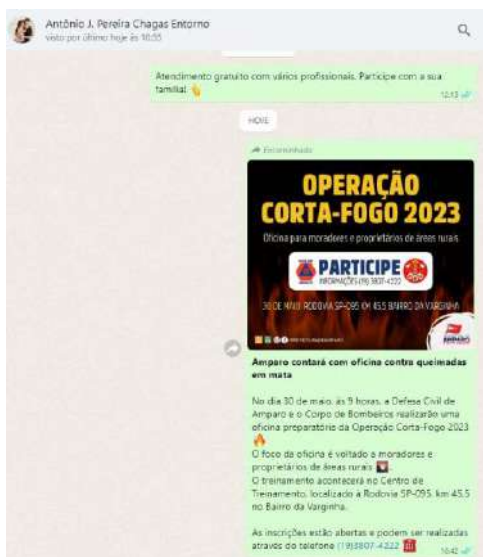 Antônio J. Pereira Chagas Entorno
visto por último hoje às 16:55
Atendimento gratuito com vários profissionais. Participe com a sua
família!
12:13
HOJE
Encaminhada
OPERAÇÃO
CORTA-FOGO 2023
Oficina para moradores e proprietários de áreas rurais
PARTICIPE
INFORMAÇÕES (19) 3807-4222
30 DE MAIO RODOVIA SP-095 KM 45,5 BAIRRO DA VARGINHA
Amparo contará com oficina contra queimadas
em mata
No dia 30 de maio, às 9 horas, a Defesa Civil de
Amparo e o Corpo de Bombeiros realizarão uma
oficina preparatória da Operação Corta-Fogo 2023
O foco da oficina é voltado a moradores e
proprietários de áreas rurais
O treinamento acontecerá no Centro de
Treinamento, localizado à Rodovia SP-095, km 45,5
no Bairro da Varginha.
As inscrições estão abertas e podem ser realizadas
através do telefone (19)3807-4222
16:42